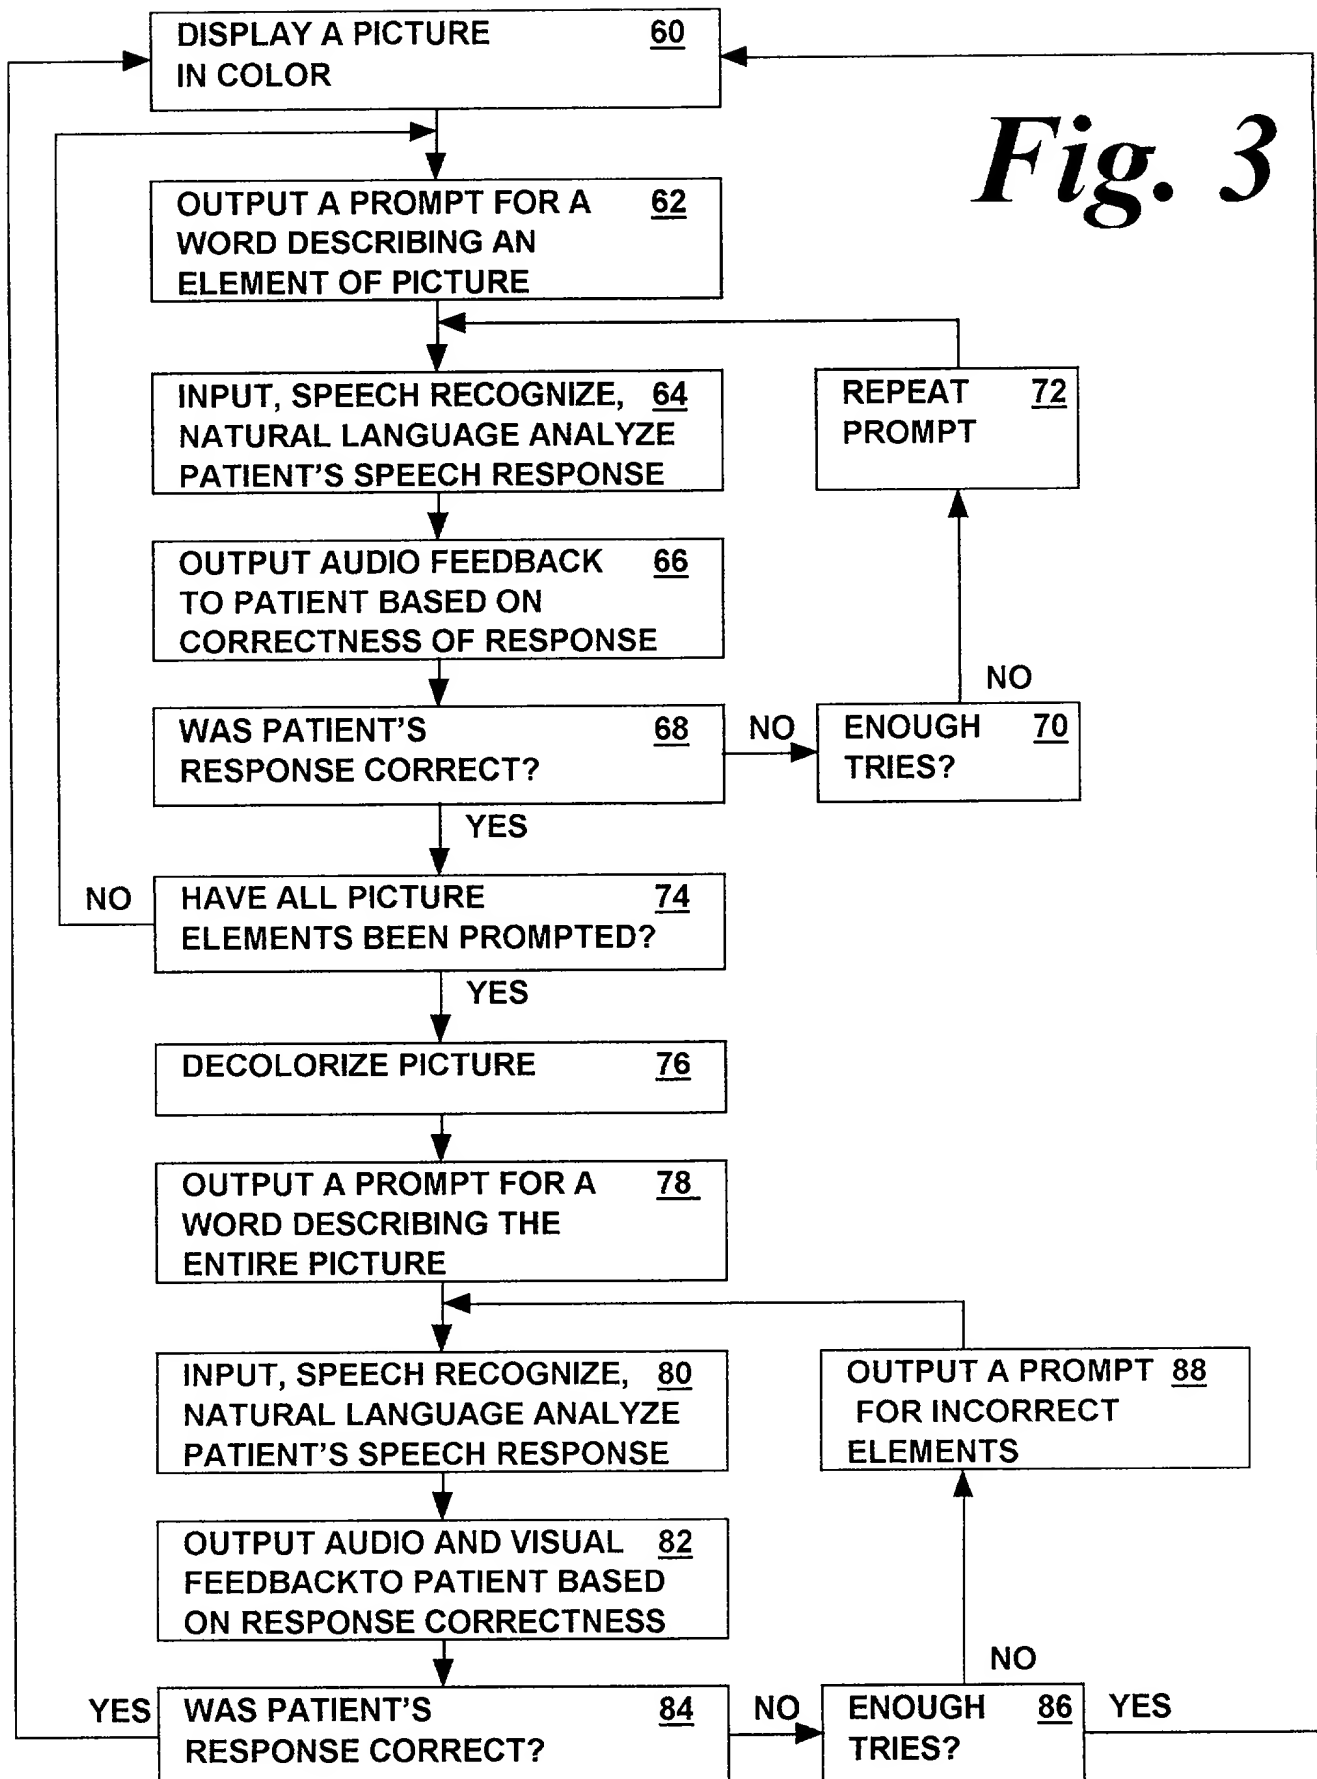 DISPLAY A PICTURE 60
IN COLOR
Fig. 3
OUTPUT A PROMPT FOR A 62
WORD DESCRIBING AN
ELEMENT OF PICTURE
INPUT, SPEECH RECOGNIZE, 64
NATURAL LANGUAGE ANALYZE
PATIENT'S SPEECH RESPONSE
REPEAT 72
PROMPT
OUTPUT AUDIO FEEDBACK 66
TO PATIENT BASED ON
CORRECTNESS OF RESPONSE
NO
WAS PATIENT'S 68
RESPONSE CORRECT?
NO
ENOUGH 70
TRIES?
YES
NO
HAVE ALL PICTURE 74
ELEMENTS BEEN PROMPTED?
YES
DECOLORIZE PICTURE 76
OUTPUT A PROMPT FOR A 78
WORD DESCRIBING THE
ENTIRE PICTURE
INPUT, SPEECH RECOGNIZE, 80
NATURAL LANGUAGE ANALYZE
PATIENT'S SPEECH RESPONSE
OUTPUT A PROMPT 88
FOR INCORRECT
ELEMENTS
OUTPUT AUDIO AND VISUAL 82
FEEDBACKTO PATIENT BASED
ON RESPONSE CORRECTNESS
NO
YES
WAS PATIENT'S 84
RESPONSE CORRECT?
NO
ENOUGH 86
TRIES?
YES